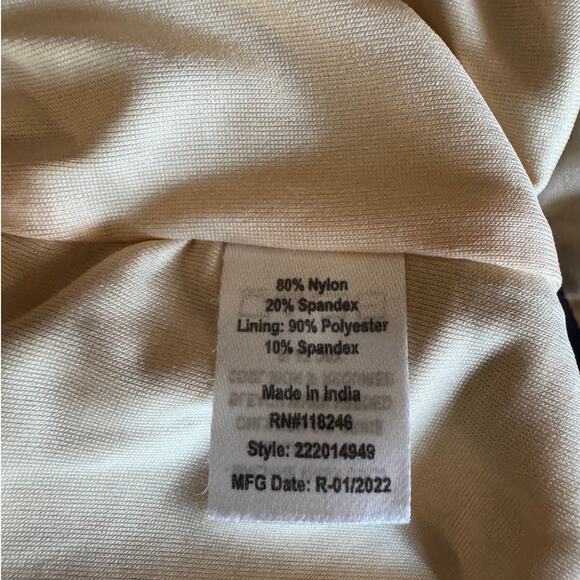 80% Nylon
20% Spandex
Lining: 90% Polyester
10% Spandex
Made in India
RN#118246
Style: 222014949
MFG Date: R-01/2022